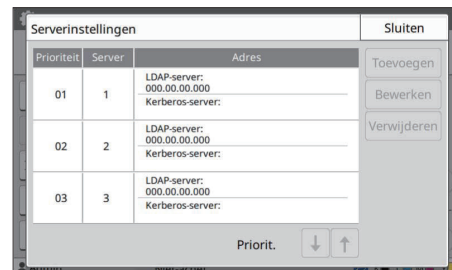 Serverinstellingen
Sluiten
Prioriteit Server Adres
Toevoegen
Bewerken
Verwijderen
01 1 LDAP-server:
000.00.00.000
Kerberos-server:
02 2 LDAP-server:
000.00.00.000
Kerberos-server:
03 3 LDAP-server:
000.00.00.000
Kerberos-server:
Priorit. ↓ ↑